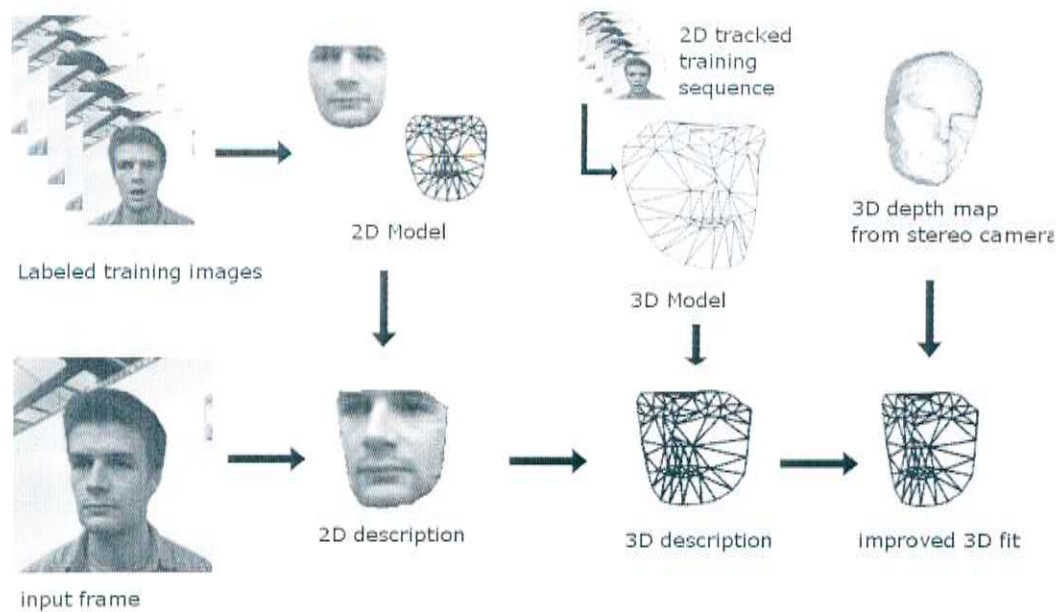 2D tracked
training
sequence
2D Model
3D depth map
from stereo camera
Labeled training images
3D Model
2D description
3D description
improved 3D fit
input frame